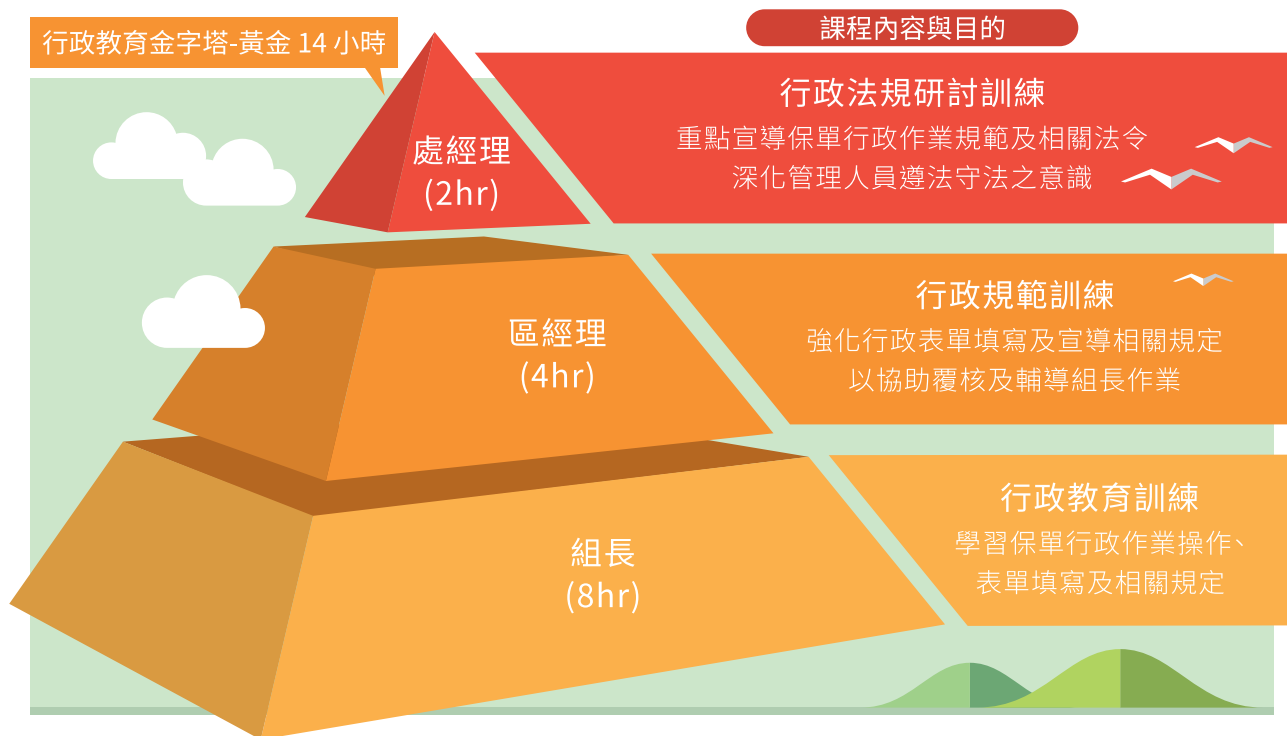 行政教育金字塔-黃金 14 小時
課程內容與目的
處經理
(2hr)
行政法規研討訓練
重點宣導保單行政作業規範及相關法令
深化管理人員遵法守法之意識
區經理
(4hr)
行政規範訓練
強化行政表單填寫及宣導相關規定
以協助覆核及輔導組長作業
組長
(8hr)
行政教育訓練
學習保單行政作業操作、
表單填寫及相關規定